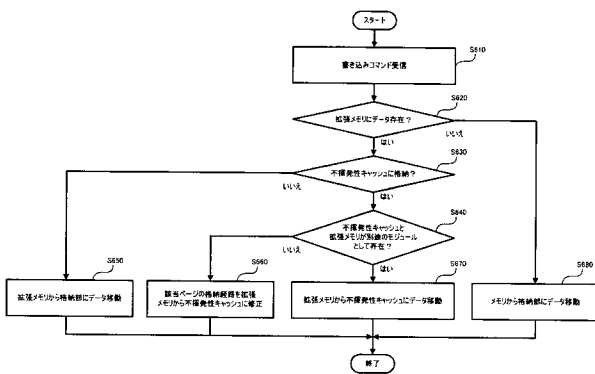 スタート
S610
書き込みコマンド受信
S620
拡張メモリにデータ存在？
いいえ
はい
S630
不揮発性キャッシュに格納？
いいえ
はい
S640
不揮発性キャッシュと
拡張メモリが別途のモジュール
として存在？
いいえ
はい
S650
拡張メモリから格納部にデータ移動
S660
該当ページの格納経路を拡張
メモリから不揮発性キャッシュに修正
S670
拡張メモリから不揮発性キャッシュにデータ移動
S680
メモリから格納部にデータ移動
終了